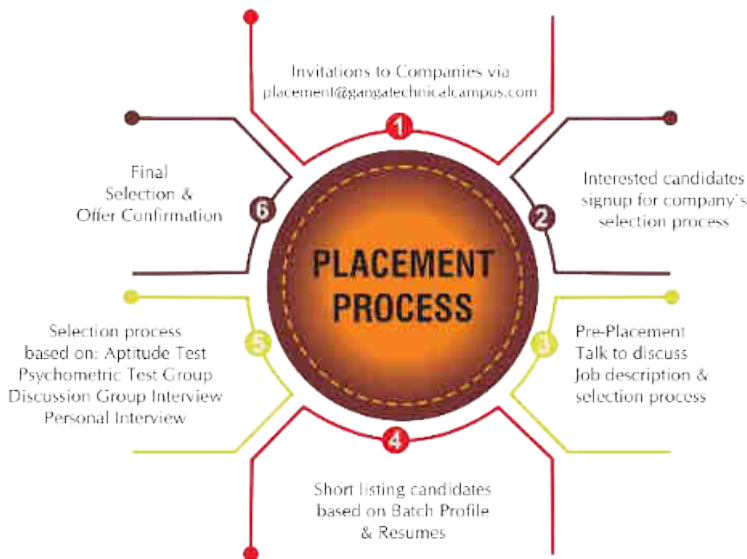 Invitations to Companies via
placement@gangatechnicalcampus.com
1
Interested candidates
signup for company's
selection process
2
Pre-Placement
Talk to discuss
Job description &
selection process
3
Short listing candidates
based on Batch Profile
& Resumes
4
Selection process
based on: Aptitude Test
Psychometric Test Group
Discussion Group Interview
Personal Interview
5
Final
Selection &
Offer Confirmation
6
PLACEMENT
PROCESS